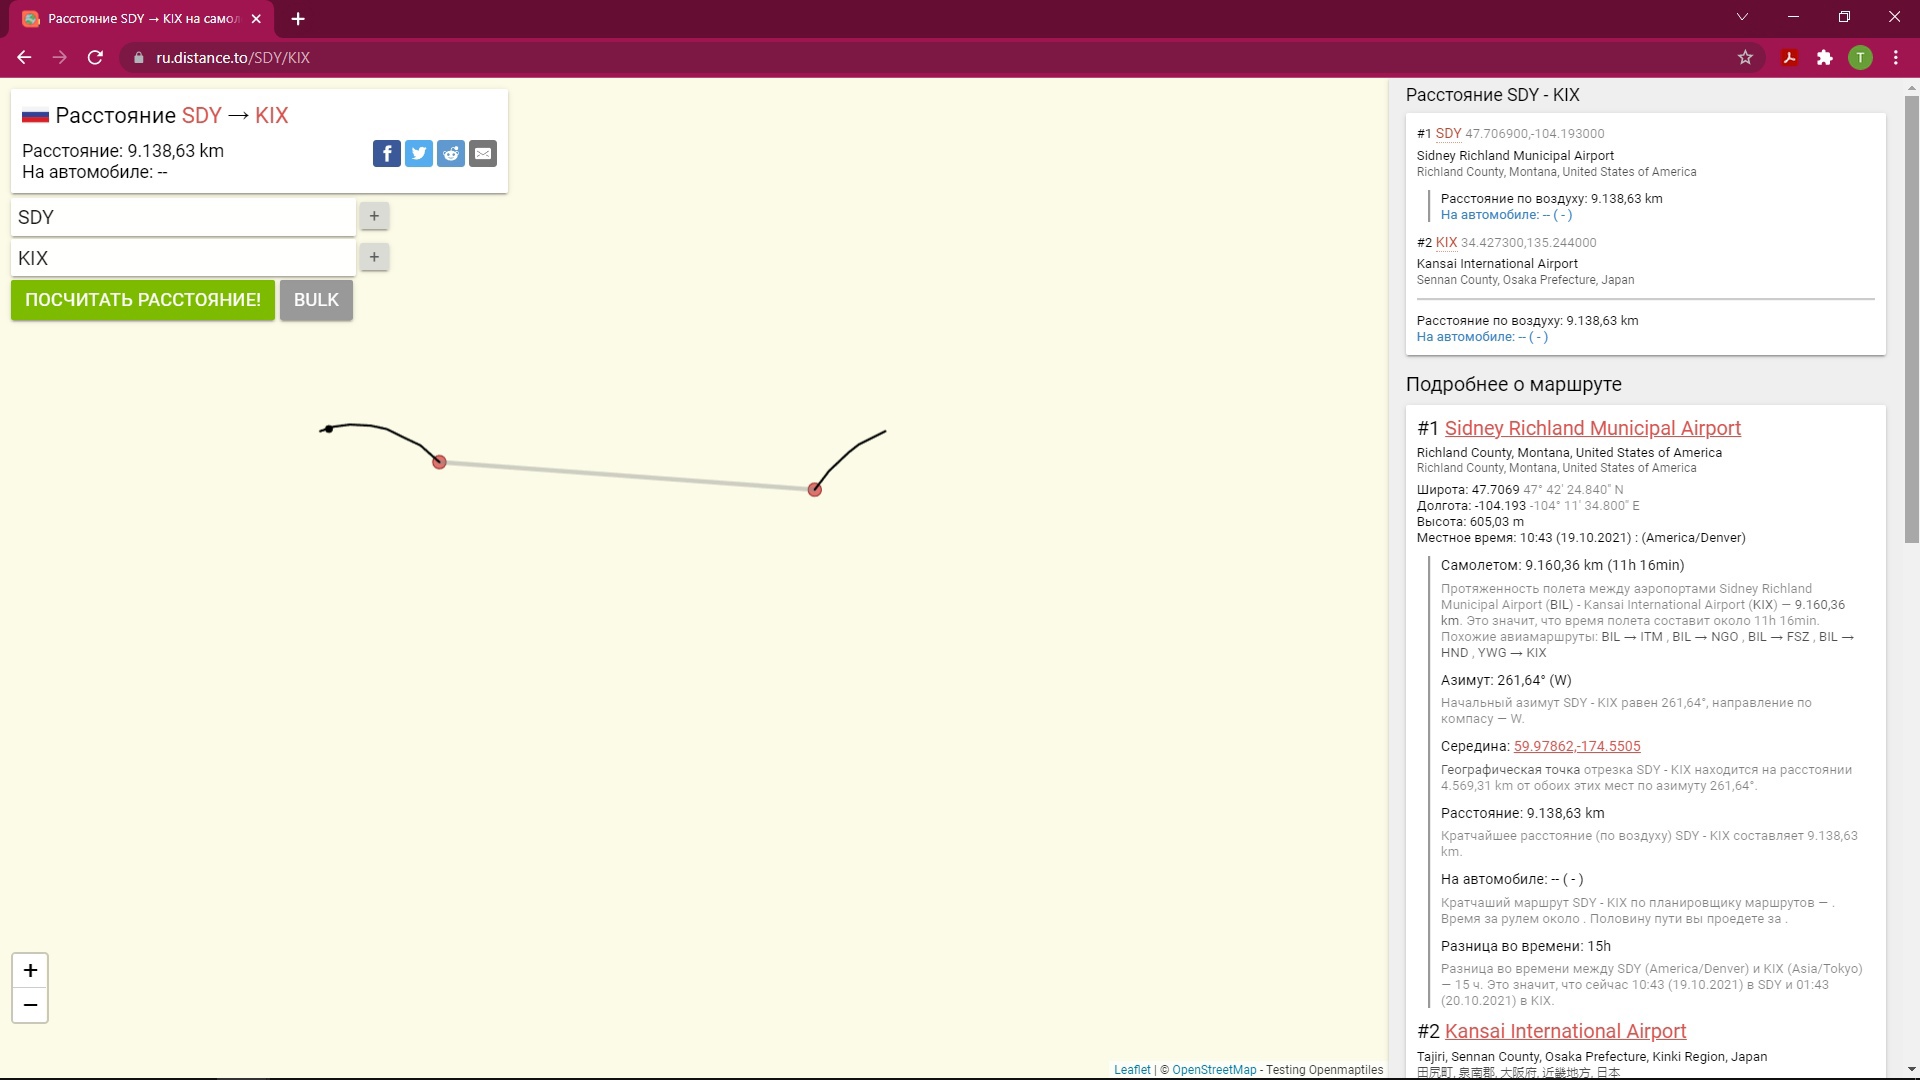 Расстояние SDY → KIX на самол
ru.distance.to/SDY/KIX
T
Расстояние SDY → KIX
Расстояние: 9.138,63 km
На автомобиле: --
SDY
+
KIX
+
ПОСЧИТАТЬ РАССТОЯНИЕ!
BULK
+
−
Leaflet | © OpenStreetMap - Testing Openmaptiles
Расстояние SDY - KIX
#1 SDY 47.706900,-104.193000
Sidney Richland Municipal Airport
Richland County, Montana, United States of America
Расстояние по воздуху: 9.138,63 km
На автомобиле: -- ( - )
#2 KIX 34.427300,135.244000
Kansai International Airport
Sennan County, Osaka Prefecture, Japan
Расстояние по воздуху: 9.138,63 km
На автомобиле: -- ( - )
Подробнее о маршруте
#1 Sidney Richland Municipal Airport
Richland County, Montana, United States of America
Richland County, Montana, United States of America
Широта: 47.7069 47° 42' 24.840" N
Долгота: -104.193 -104° 11' 34.800" E
Высота: 605,03 m
Местное время: 10:43 (19.10.2021) : (America/Denver)
Самолетом: 9.160,36 km (11h 16min)
Протяженность полета между аэропортами Sidney Richland
Municipal Airport (BIL) - Kansai International Airport (KIX) — 9.160,36
km. Это значит, что время полета составит около 11h 16min.
Похожие авиамаршруты: BIL → ITM , BIL → NGO , BIL → FSZ , BIL →
HND , YWG → KIX
Азимут: 261,64° (W)
Начальный азимут SDY - KIX равен 261,64°, направление по
компасу — W.
Середина: 59.97862,-174.5505
Географическая точка отрезка SDY - KIX находится на расстоянии
4.569,31 km от обоих этих мест по азимуту 261,64°.
Расстояние: 9.138,63 km
Кратчайшее расстояние (по воздуху) SDY - KIX составляет 9.138,63
km.
На автомобиле: -- ( - )
Кратчаший маршрут SDY - KIX по планировщику маршрутов — .
Время за рулем около . Половину пути вы проедете за .
Разница во времени: 15h
Разница во времени между SDY (America/Denver) и KIX (Asia/Tokyo)
— 15 ч. Это значит, что сейчас 10:43 (19.10.2021) в SDY и 01:43
(20.10.2021) в KIX.
#2 Kansai International Airport
Tajiri, Sennan County, Osaka Prefecture, Kinki Region, Japan
田尻町, 泉南郡, 大阪府, 近畿地方, 日本